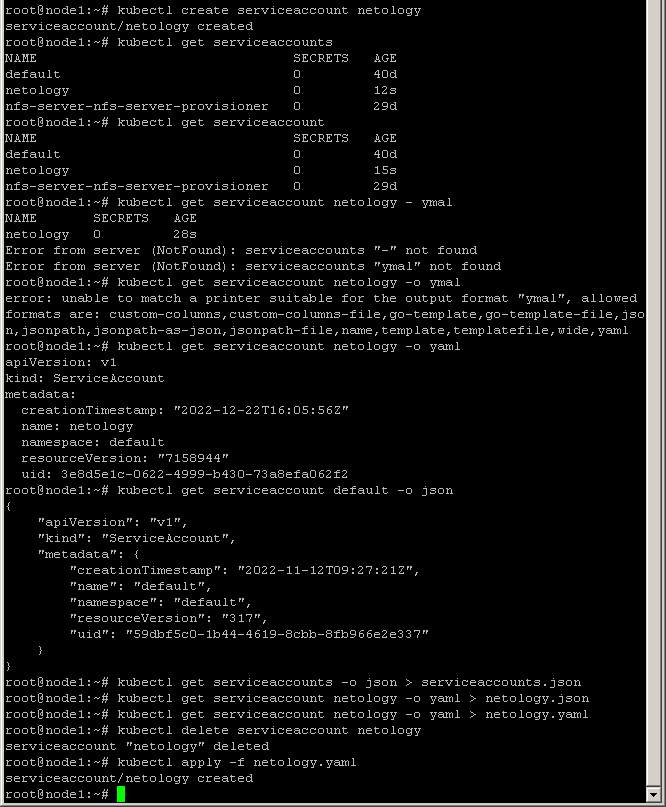 root@node1:~# kubectl create serviceaccount netology
serviceaccount/netology created
root@node1:~# kubectl get serviceaccounts
NAME                                SECRETS   AGE
default                             0         40d
netology                            0         12s
nfs-server-nfs-server-provisioner   0         29d
root@node1:~# kubectl get serviceaccount
NAME                                SECRETS   AGE
default                             0         40d
netology                            0         15s
nfs-server-nfs-server-provisioner   0         29d
root@node1:~# kubectl get serviceaccount netology - ymal
NAME       SECRETS   AGE
netology   0         28s
Error from server (NotFound): serviceaccounts "-" not found
Error from server (NotFound): serviceaccounts "ymal" not found
root@node1:~# kubectl get serviceaccount netology -o ymal
error: unable to match a printer suitable for the output format "ymal", allowed
formats are: custom-columns,custom-columns-file,go-template,go-template-file,jso
n,jsonpath,jsonpath-as-json,jsonpath-file,name,template,templatefile,wide,yaml
root@node1:~# kubectl get serviceaccount netology -o yaml
apiVersion: v1
kind: ServiceAccount
metadata:
  creationTimestamp: "2022-12-22T16:05:56Z"
  name: netology
  namespace: default
  resourceVersion: "7158944"
  uid: 3e8d5e1c-0622-4999-b430-73a8efa062f2
root@node1:~# kubectl get serviceaccount default -o json
{
    "apiVersion": "v1",
    "kind": "ServiceAccount",
    "metadata": {
        "creationTimestamp": "2022-11-12T09:27:21Z",
        "name": "default",
        "namespace": "default",
        "resourceVersion": "317",
        "uid": "59dbf5c0-1b44-4619-8cbb-8fb966e2e337"
    }
}
root@node1:~# kubectl get serviceaccounts -o json > serviceaccounts.json
root@node1:~# kubectl get serviceaccount netology -o yaml > netology.json
root@node1:~# kubectl get serviceaccount netology -o yaml > netology.yaml
root@node1:~# kubectl delete serviceaccount netology
serviceaccount "netology" deleted
root@node1:~# kubectl apply -f netology.yaml
serviceaccount/netology created
root@node1:~#